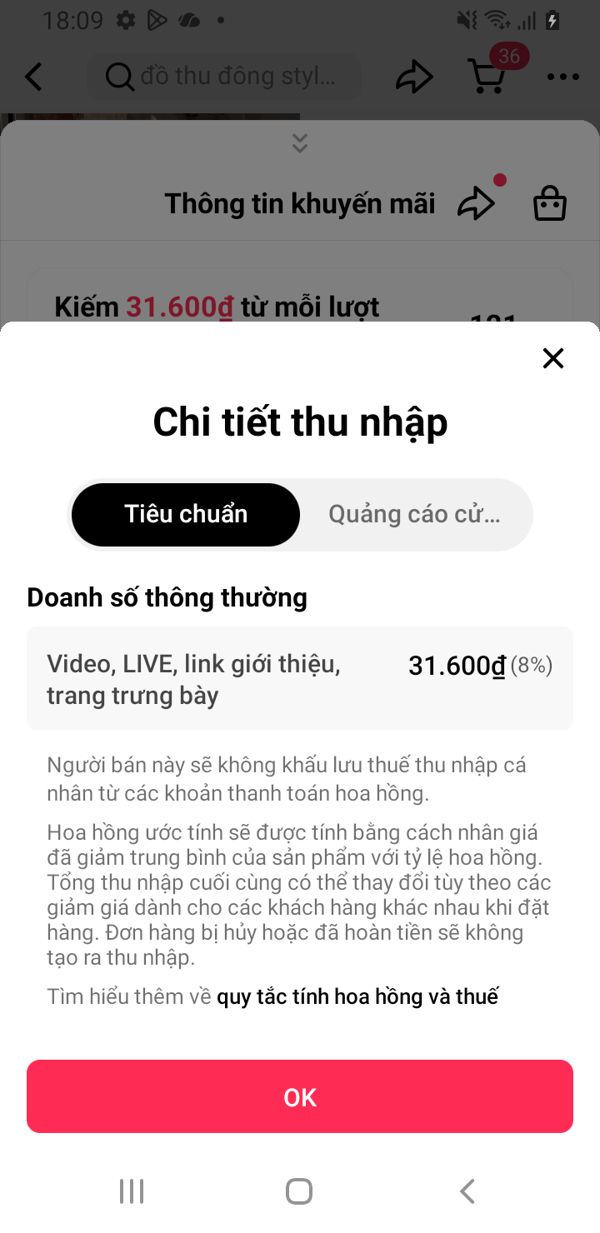 18:09
đồ thu đông styl...
36
Thông tin khuyến mãi
Kiếm 31.600₫ từ mỗi lượt
Chi tiết thu nhập
Tiêu chuẩn
Quảng cáo cử...
Doanh số thông thường
Video, LIVE, link giới thiệu,
trang trưng bày
31.600₫ (8%)
Người bán này sẽ không khấu lưu thuế thu nhập cá
nhân từ các khoản thanh toán hoa hồng.
Hoa hồng ước tính sẽ được tính bằng cách nhân giá
đã giảm trung bình của sản phẩm với tỷ lệ hoa hồng.
Tổng thu nhập cuối cùng có thể thay đổi tùy theo các
giảm giá dành cho các khách hàng khác nhau khi đặt
hàng. Đơn hàng bị hủy hoặc đã hoàn tiền sẽ không
tạo ra thu nhập.
Tìm hiểu thêm về quy tắc tính hoa hồng và thuế
OK